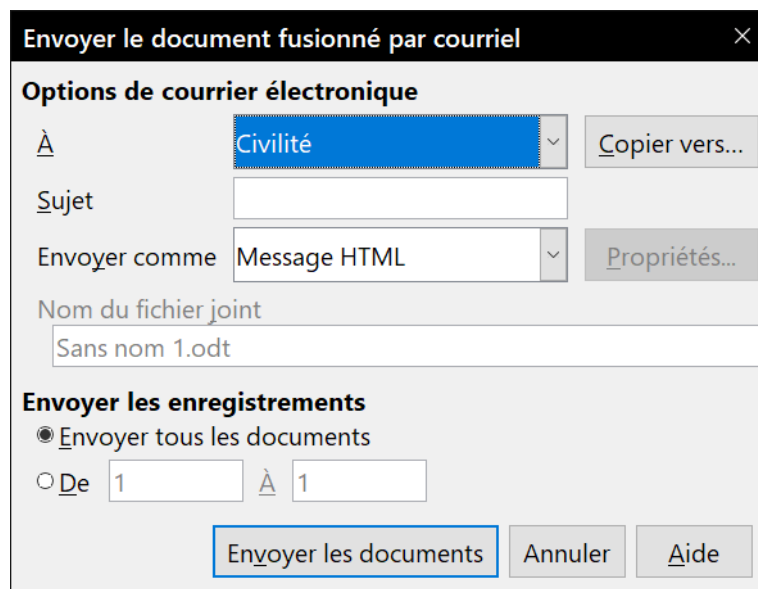 Envoyer le document fusionné par courriel
Options de courrier électronique
À Civilité Copier vers...
Sujet
Envoyer comme Message HTML Propriétés...
Nom du fichier joint
Sans nom 1.odt
Envoyer les enregistrements
Envoyer tous les documents
De 1 À 1
Envoyer les documents Annuler Aide